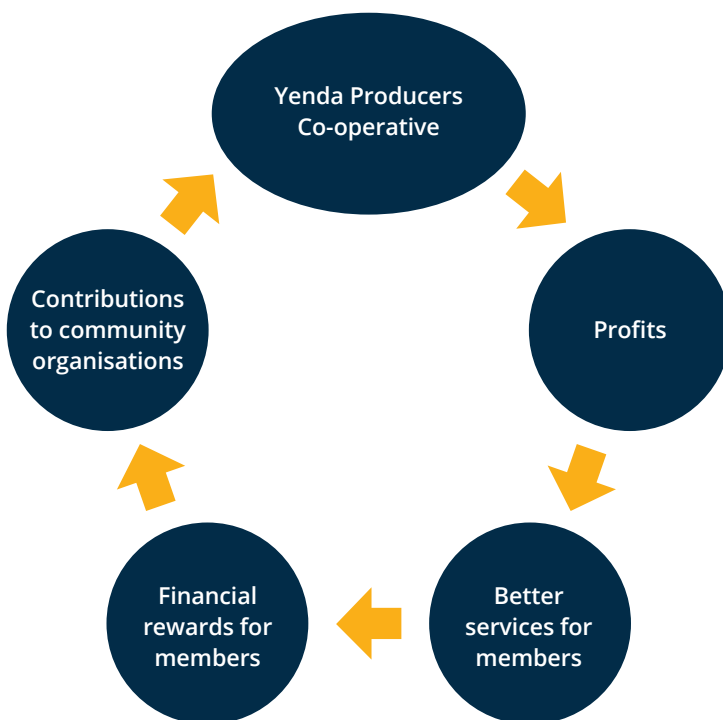 Yenda Producers
Co-operative
Profits
Better
services for
members
Financial
rewards for
members
Contributions
to community
organisations